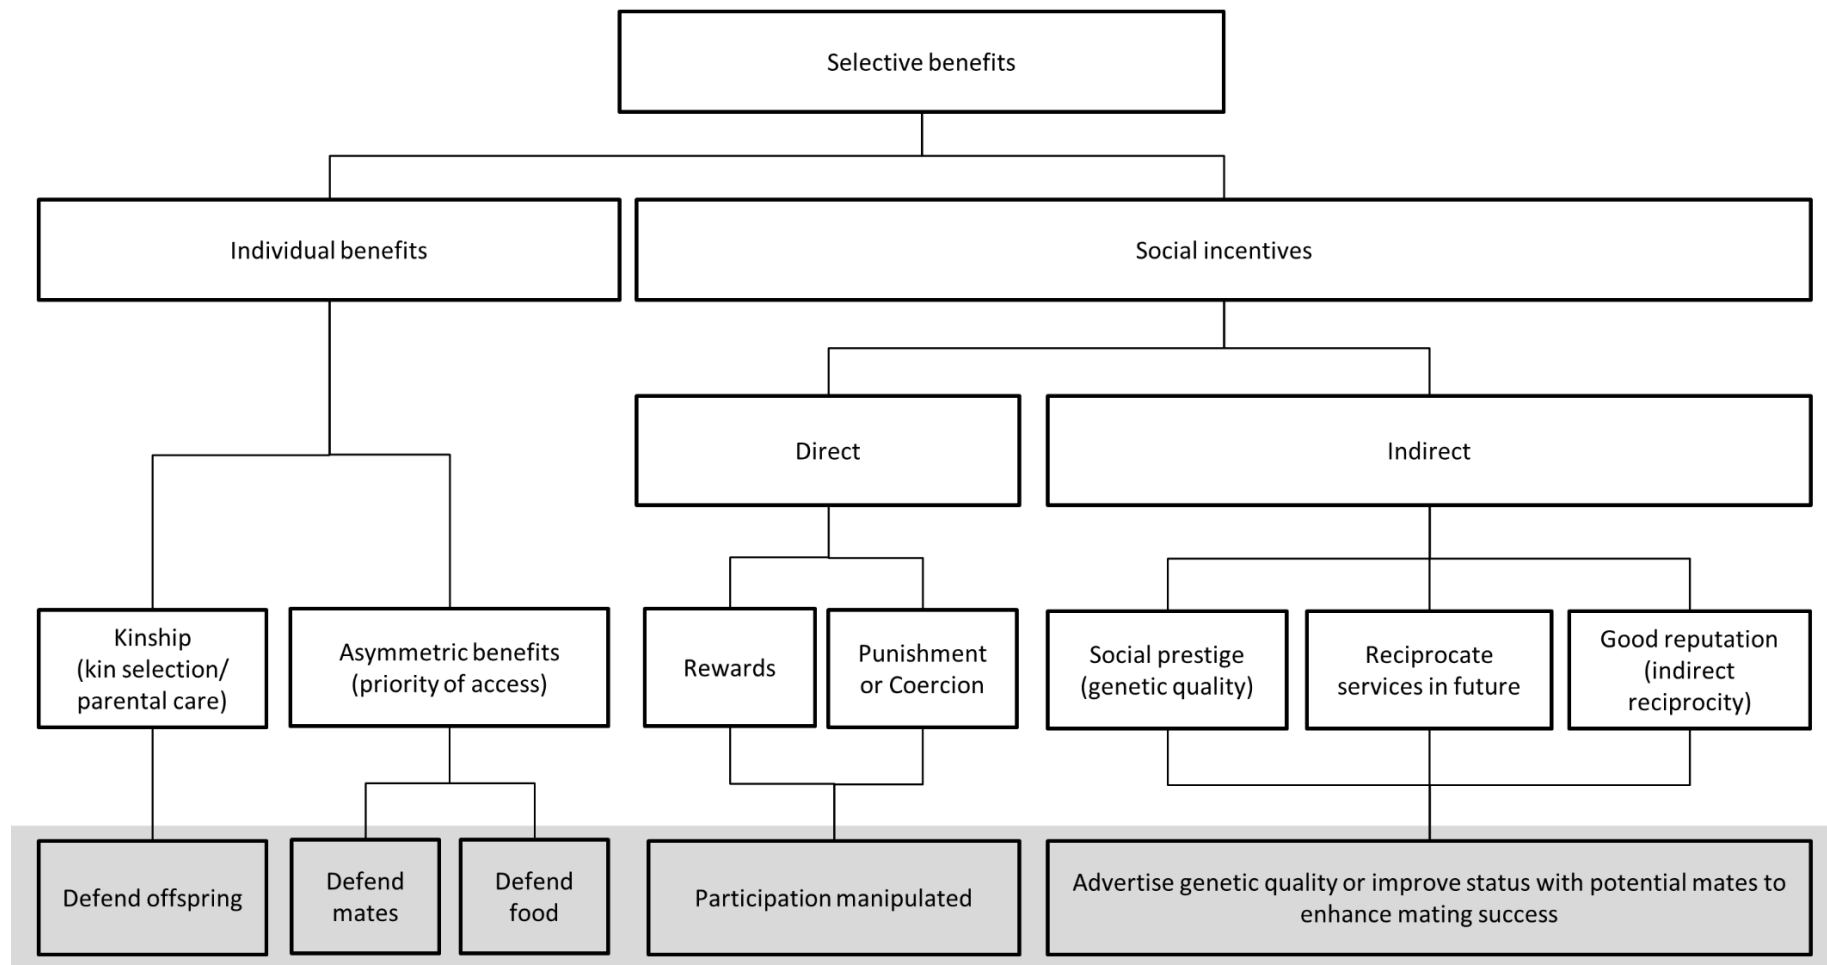 Selective benefits
Individual benefits
Social incentives
Direct
Indirect
Kinship
(kin selection/
parental care)
Asymmetric benefits
(priority of access)
Rewards
Punishment
or Coercion
Social prestige
(genetic quality)
Reciprocate
services in future
Good reputation
(indirect
reciprocity)
Defend offspring
Defend
mates
Defend
food
Participation manipulated
Advertise genetic quality or improve status with potential mates to
enhance mating success